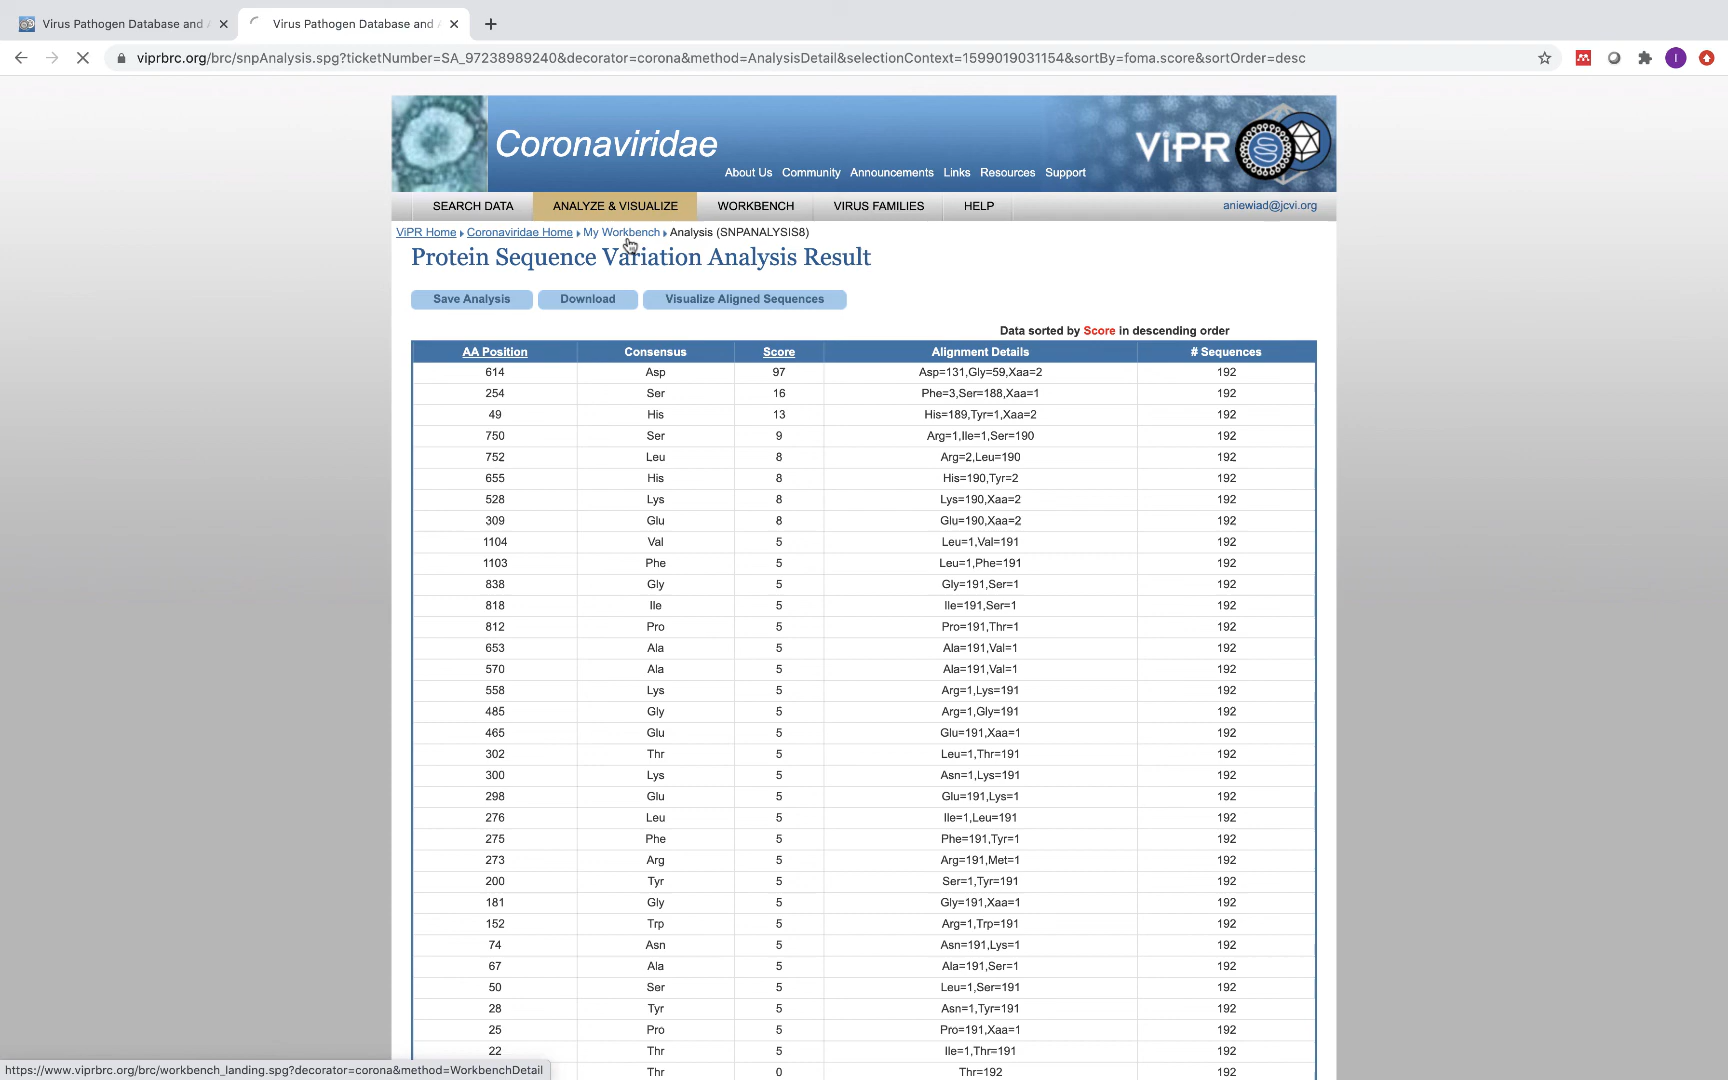 Virus Pathogen Database and
Virus Pathogen Database and
viprbrc.org/brc/snpAnalysis.spg?ticketNumber=SA_97238989240&decorator=corona&method=AnalysisDetail&selectionContext=1599019031154&sortBy=foma.score&sortOrder=desc
Coronaviridae
ViPR
About Us Community Announcements Links Resources Support
SEARCH DATA ANALYZE & VISUALIZE WORKBENCH VIRUS FAMILIES HELP aniewiad@jcvi.org
ViPR Home Coronaviridae Home My Workbench Analysis (SNPANALYSIS8)
Protein Sequence Variation Analysis Result
Save Analysis Download Visualize Aligned Sequences
Data sorted by Score in descending order
AA Position Consensus Score Alignment Details # Sequences
614 Asp 97 Asp=131,Gly=59,Xaa=2 192
254 Ser 16 Phe=3,Ser=188,Xaa=1 192
49 His 13 His=189,Tyr=1,Xaa=2 192
750 Ser 9 Arg=1,Ile=1,Ser=190 192
752 Leu 8 Arg=2,Leu=190 192
655 His 8 His=190,Tyr=2 192
528 Lys 8 Lys=190,Xaa=2 192
309 Glu 8 Glu=190,Xaa=2 192
1104 Val 5 Leu=1,Val=191 192
1103 Phe 5 Leu=1,Phe=191 192
838 Gly 5 Gly=191,Ser=1 192
818 Ile 5 Ile=191,Ser=1 192
812 Pro 5 Pro=191,Thr=1 192
653 Ala 5 Ala=191,Val=1 192
570 Ala 5 Ala=191,Val=1 192
558 Lys 5 Arg=1,Lys=191 192
485 Gly 5 Arg=1,Gly=191 192
465 Glu 5 Glu=191,Xaa=1 192
302 Thr 5 Leu=1,Thr=191 192
300 Lys 5 Asn=1,Lys=191 192
298 Glu 5 Glu=191,Lys=1 192
276 Leu 5 Ile=1,Leu=191 192
275 Phe 5 Phe=191,Tyr=1 192
273 Arg 5 Arg=191,Met=1 192
200 Tyr 5 Ser=1,Tyr=191 192
181 Gly 5 Gly=191,Xaa=1 192
152 Trp 5 Arg=1,Trp=191 192
74 Asn 5 Asn=191,Lys=1 192
67 Ala 5 Ala=191,Ser=1 192
50 Ser 5 Leu=1,Ser=191 192
28 Tyr 5 Asn=1,Tyr=191 192
25 Pro 5 Pro=191,Xaa=1 192
22 Thr 5 Ile=1,Thr=191 192
Thr 0 Thr=192 192
https://www.viprbrc.org/brc/workbench_landing.spg?decorator=corona&method=WorkbenchDetail